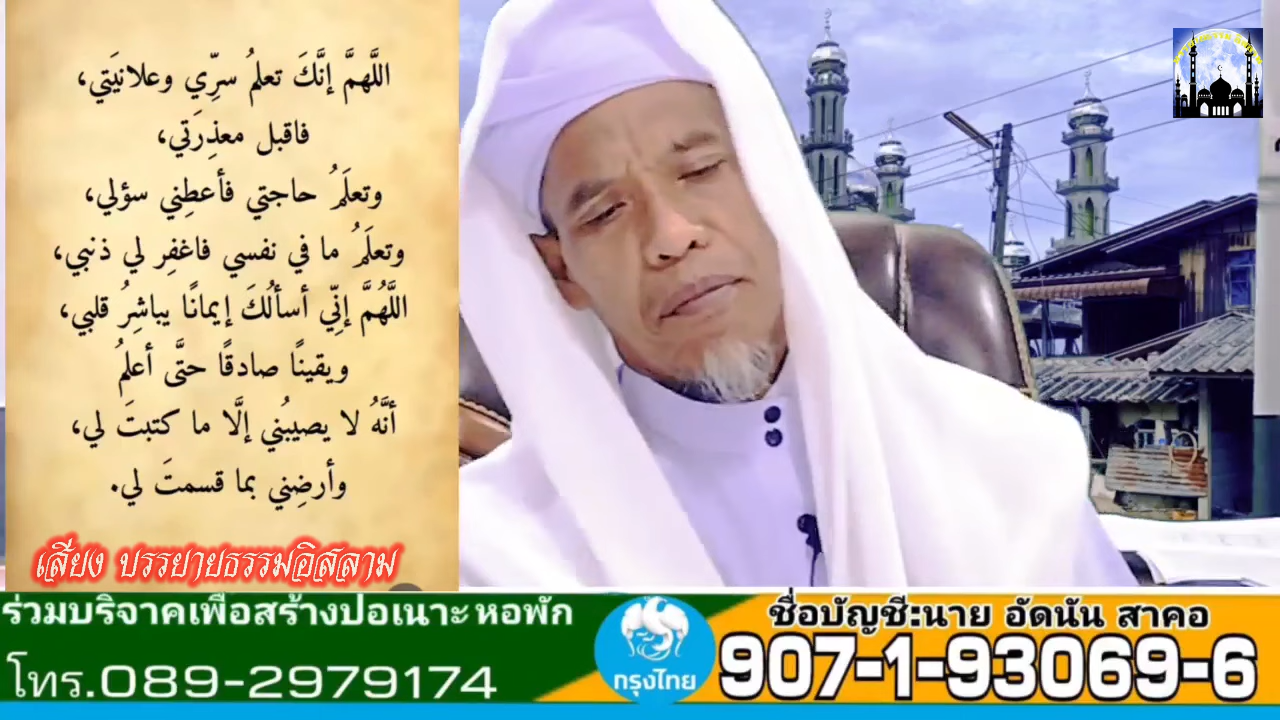 اللَّهمَّ إنَّكَ تعلمُ سرِّي وعلانيَتي،
فاقبل معذِرَتي،
وتعلَمُ حاجتي فأعطِني سؤلي،
وتعلَمُ ما في نفسي فاغفِر لي ذنبي،
اللَّهُمَّ إنِّي أسألُكَ إيمانًا يباشِرُ قلبي،
ويقينًا صادقًا حتَّى أعلمُ
أنَّهُ لا يصيبُني إلَّا ما كتبتَ لي،
وأرضِني بما قسمتَ لي.
เสียง บรรยายธรรมอิสลาม
ร่วมบริจาคเพื่อสร้างปอเนาะ หอพัก
โทร.089-2979174
กรุงไทย
ชื่อบัญชี:นาย อัดนัน สาคอ
907-1-93069-6